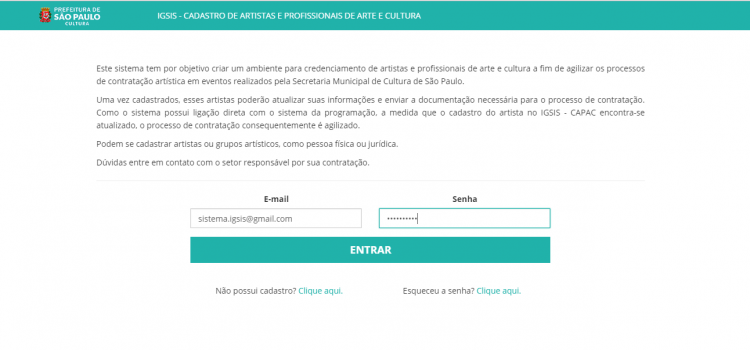 PREFEITURA DE
SÃO PAULO
CULTURA
IGSIS - CADASTRO DE ARTISTAS E PROFISSIONAIS DE ARTE E CULTURA
Este sistema tem por objetivo criar um ambiente para credenciamento de artistas e profissionais de arte e cultura a fim de agilizar os processos
de contratação artística em eventos realizados pela Secretaria Municipal de Cultura de São Paulo.
Uma vez cadastrados, esses artistas poderão atualizar suas informações e enviar a documentação necessária para o processo de contratação.
Como o sistema possui ligação direta com o sistema da programação, a medida que o cadastro do artista no IGSIS - CAPAC encontra-se
atualizado, o processo de contratação consequentemente é agilizado.
Podem se cadastrar artistas ou grupos artísticos, como pessoa física ou jurídica.
Dúvidas entre em contato com o setor responsável por sua contratação.
E-mail Senha
sistema.igsis@gmail.com ••••••••••
ENTRAR
Não possui cadastro? Clique aqui. Esqueceu a senha? Clique aqui.